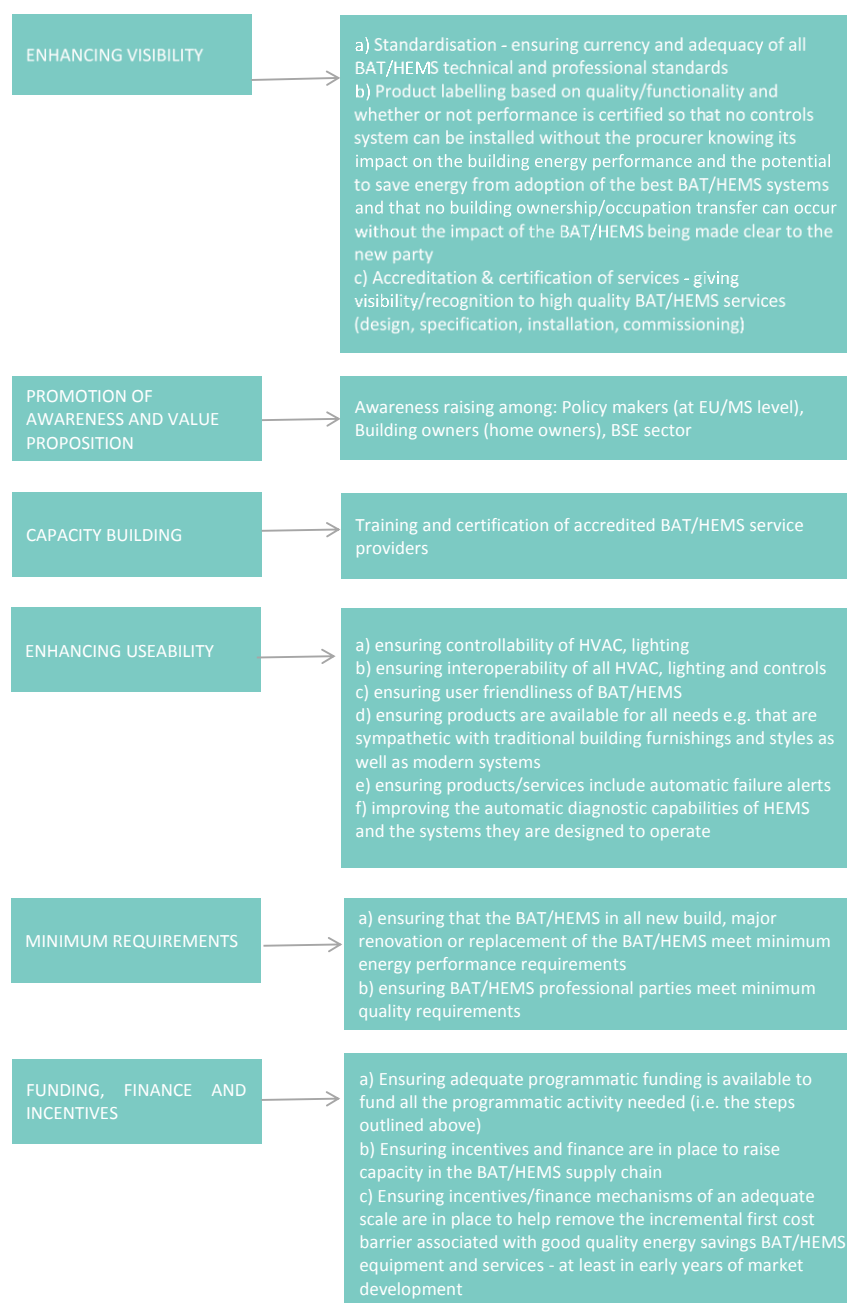 ENHANCING VISIBILITY
a) Standardisation - ensuring currency and adequacy of all
BAT/HEMS technical and professional standards
b) Product labelling based on quality/functionality and
whether or not performance is certified so that no controls
system can be installed without the procurer knowing its
impact on the building energy performance and the potential
to save energy from adoption of the best BAT/HEMS systems
and that no building ownership/occupation transfer can occur
without the impact of the BAT/HEMS being made clear to the
new party
c) Accreditation & certification of services - giving
visibility/recognition to high quality BAT/HEMS services
(design, specification, installation, commissioning)
PROMOTION OF
AWARENESS AND VALUE
PROPOSITION
Awareness raising among: Policy makers (at EU/MS level),
Building owners (home owners), BSE sector
CAPACITY BUILDING
Training and certification of accredited BAT/HEMS service
providers
ENHANCING USEABILITY
a) ensuring controllability of HVAC, lighting
b) ensuring interoperability of all HVAC, lighting and controls
c) ensuring user friendliness of BAT/HEMS
d) ensuring products are available for all needs e.g. that are
sympathetic with traditional building furnishings and styles as
well as modern systems
e) ensuring products/services include automatic failure alerts
f) improving the automatic diagnostic capabilities of HEMS
and the systems they are designed to operate
MINIMUM REQUIREMENTS
a) ensuring that the BAT/HEMS in all new build, major
renovation or replacement of the BAT/HEMS meet minimum
energy performance requirements
b) ensuring BAT/HEMS professional parties meet minimum
quality requirements
FUNDING, FINANCE AND
INCENTIVES
a) Ensuring adequate programmatic funding is available to
fund all the programmatic activity needed (i.e. the steps
outlined above)
b) Ensuring incentives and finance are in place to raise
capacity in the BAT/HEMS supply chain
c) Ensuring incentives/finance mechanisms of an adequate
scale are in place to help remove the incremental first cost
barrier associated with good quality energy savings BAT/HEMS
equipment and services - at least in early years of market
development